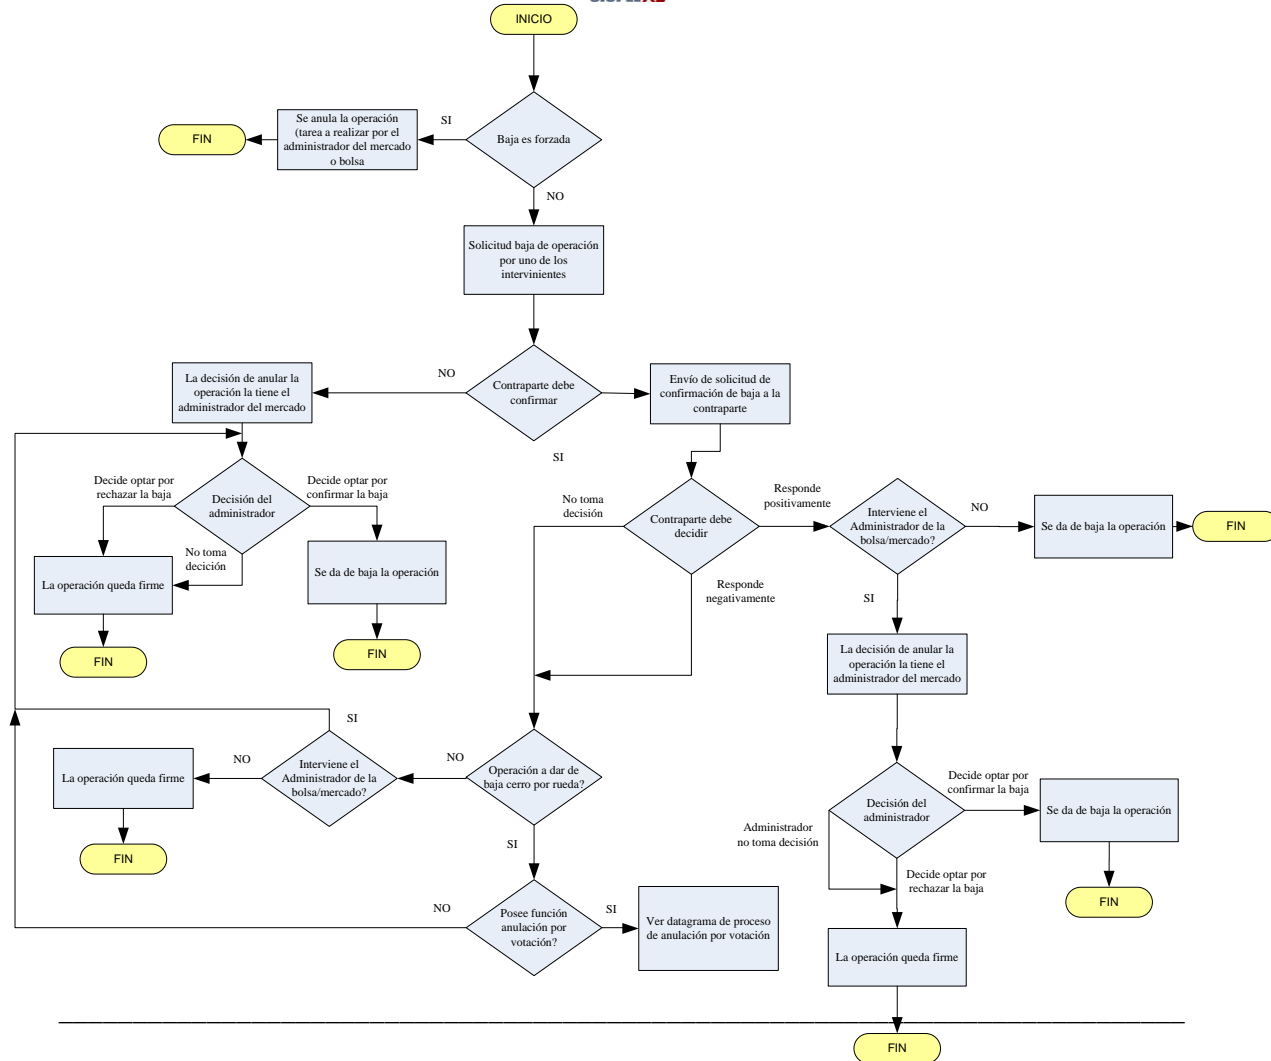 INICIO
Baja es forzada
SI
Se anula la operación
(tarea a realizar por el
administrador del mercado
o bolsa
FIN
NO
Solicitud baja de operación
por uno de los
intervinientes
Contraparte debe
confirmar
NO
La decisión de anular la
operación la tiene el
administrador del mercado
Envío de solicitud de
confirmación de baja a la
contraparte
SI
Decide optar por
rechazar la baja
Decisión del
administrador
Decide optar por
confirmar la baja
No toma
decición
La operación queda firme
Se da de baja la operación
FIN
FIN
No toma
decisión
Contraparte debe
decidir
Responde
positivamente
Interviene el
Administrador de la
bolsa/mercado?
NO
Se da de baja la operación
FIN
Responde
negativamente
SI
La decisión de anular la
operación la tiene el
administrador del mercado
SI
La operación queda firme
NO
Interviene el
Administrador de la
bolsa/mercado?
NO
Operación a dar de
baja cerro por rueda?
FIN
SI
Decisión del
administrador
Decide optar por
confirmar la baja
Se da de baja la operación
Administrador
no toma decisión
Decide optar por
rechazar la baja
FIN
NO
Posee función
anulación por
votación?
SI
Ver datagrama de proceso
de anulación por votación
La operación queda firme
FIN